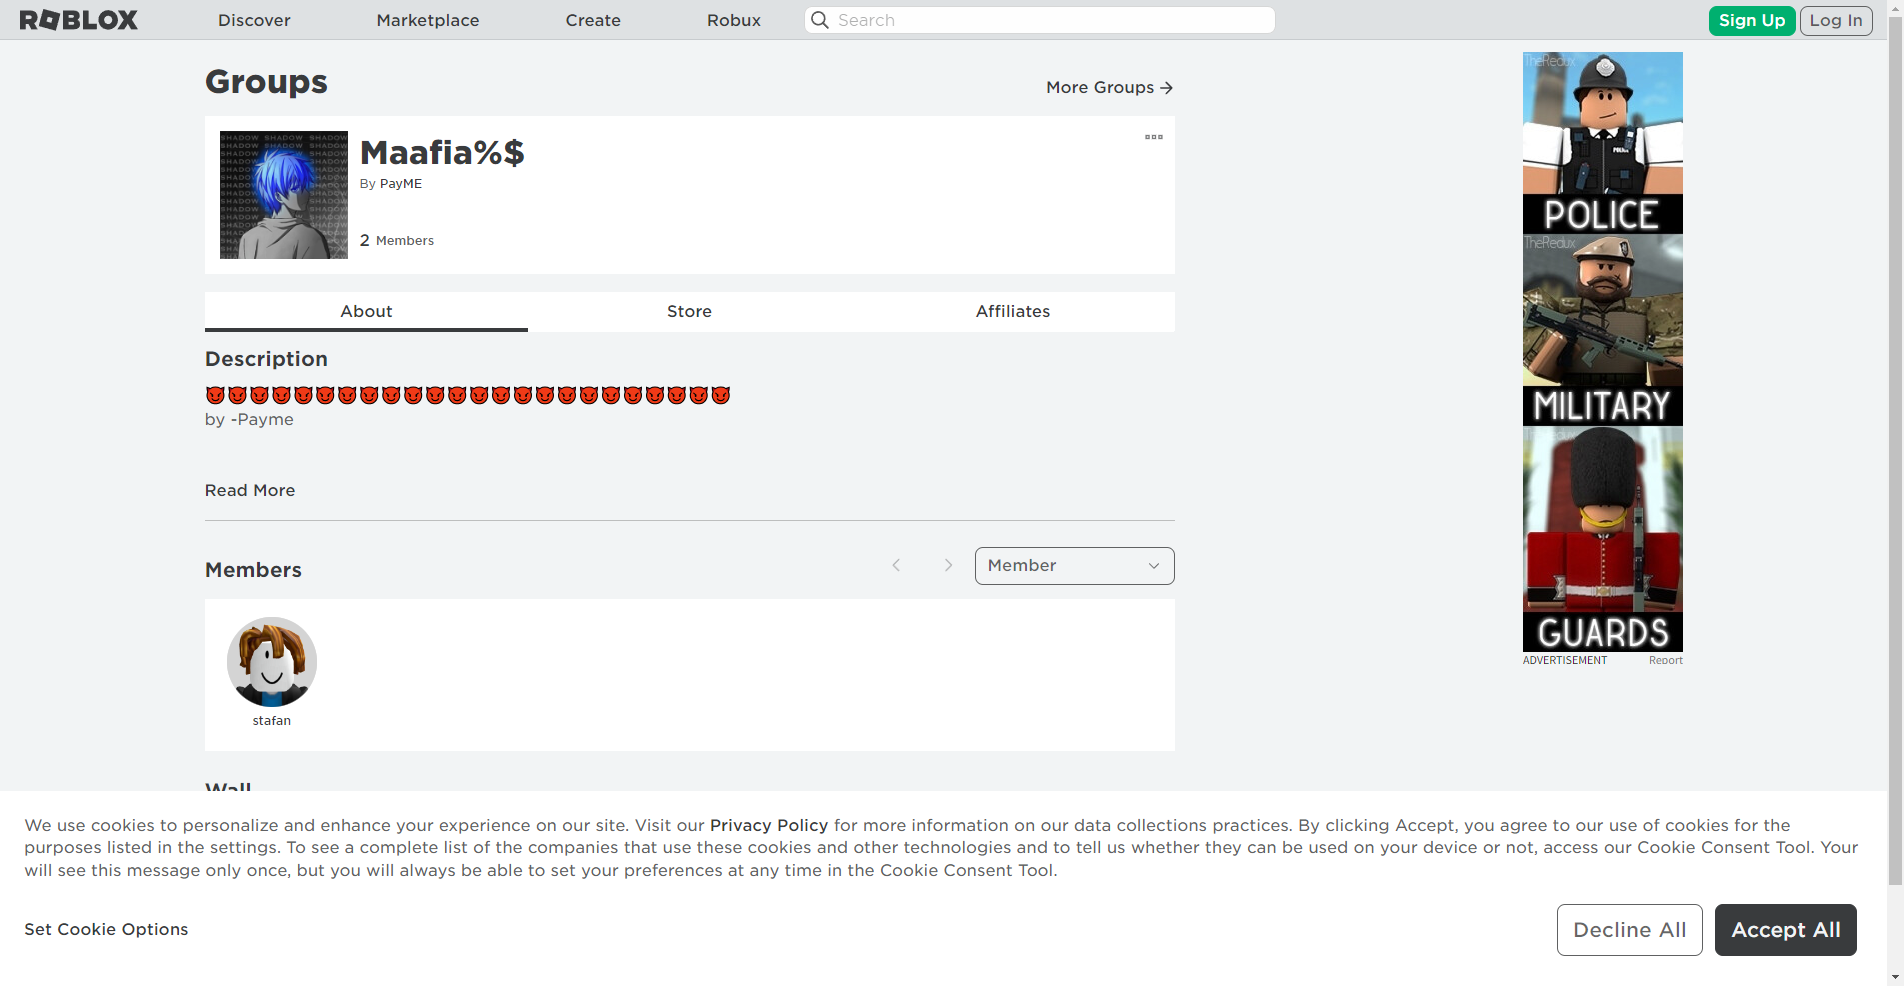 ROBLOX
Discover
Marketplace
Create
Robux
Search
Sign Up
Log In
Groups
More Groups →
SHADOW SHADOW SHADOW
Maafia%$
By PayME
2 Members
About
Store
Affiliates
Description
😈😈😈😈😈😈😈😈😈😈😈😈😈😈😈😈😈😈😈😈😈😈😈😈
by -Payme
Read More
Members
Member
stafan
Wall
TheRedux
POLICE
POLICE
TheRedux
MILITARY
TheRedux
GUARDS
ADVERTISEMENT
Report
We use cookies to personalize and enhance your experience on our site. Visit our Privacy Policy for more information on our data collections practices. By clicking Accept, you agree to our use of cookies for the
purposes listed in the settings. To see a complete list of the companies that use these cookies and other technologies and to tell us whether they can be used on your device or not, access our Cookie Consent Tool. Your
will see this message only once, but you will always be able to set your preferences at any time in the Cookie Consent Tool.
Set Cookie Options
Decline All
Accept All